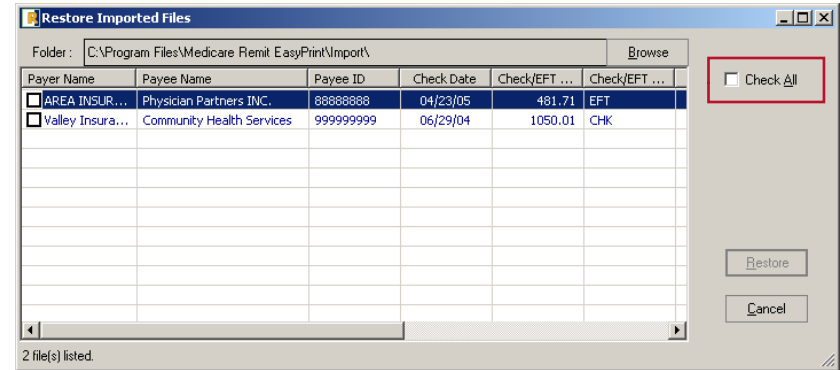 Restore Imported Files
Folder : C:\Program Files\Medicare Remit EasyPrint\Import\ Browse
Payer Name Payee Name Payee ID Check Date Check/EFT ... Check/EFT ... Check All
AREA INSUR... Physician Partners INC. 88888888 04/23/05 481.71 EFT
Valley Insura... Community Health Services 999999999 06/29/04 1050.01 CHK
Restore
Cancel
2 file(s) listed.